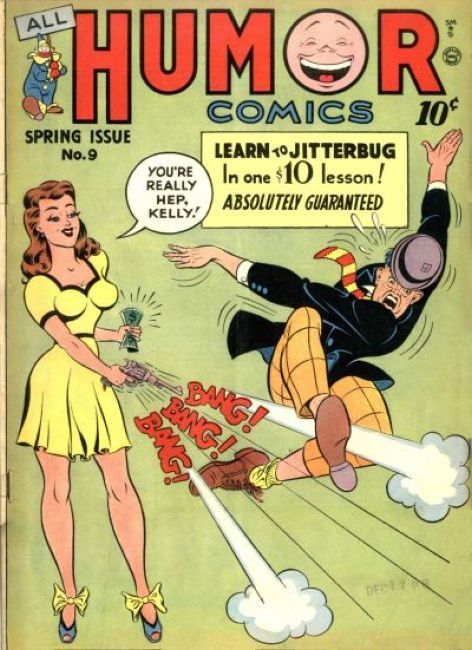 ALL
HUMOR
COMICS
10¢
SPRING ISSUE
No. 9
LEARN TO JITTERBUG
In one $10 lesson!
ABSOLUTELY GUARANTEED
YOU'RE
REALLY
HEP,
KELLY!
BANG!
BANG!
BANG!